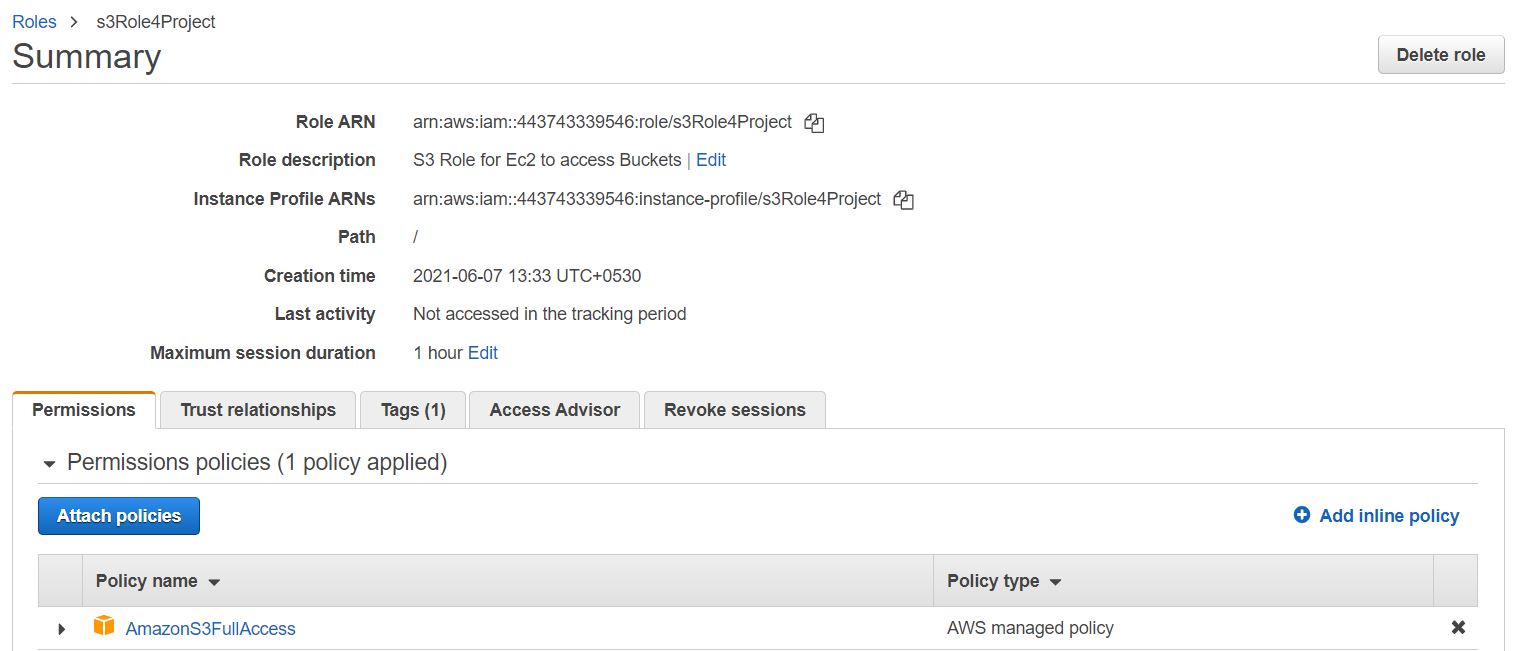 Roles > s3Role4Project
Summary
Delete role
Role ARN arn:aws:iam::443743339546:role/s3Role4Project
Role description S3 Role for Ec2 to access Buckets | Edit
Instance Profile ARNs arn:aws:iam::443743339546:instance-profile/s3Role4Project
Path /
Creation time 2021-06-07 13:33 UTC+0530
Last activity Not accessed in the tracking period
Maximum session duration 1 hour Edit
Permissions Trust relationships Tags (1) Access Advisor Revoke sessions
Permissions policies (1 policy applied)
Attach policies Add inline policy
Policy name Policy type
AmazonS3FullAccess AWS managed policy